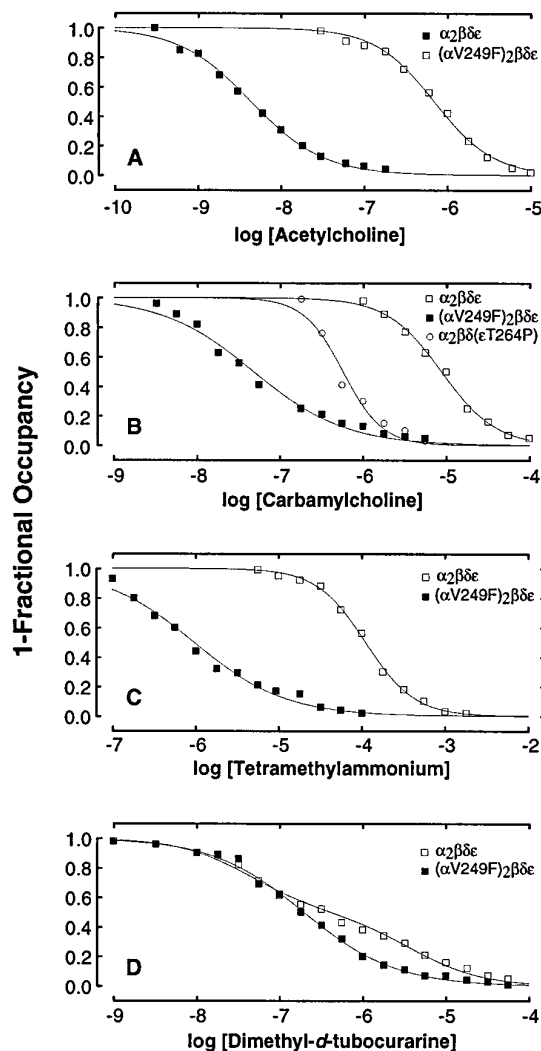 1-Fractional Occupancy
1.0
0.8
0.6
0.4
0.2
0.0
A
■ α2βδε
□ (αV249F)2βδε
-10 -9 -8 -7 -6 -5
log [Acetylcholine]
1.0
0.8
0.6
0.4
0.2
0.0
B
□ α2βδε
■ (αV249F)2βδε
○ α2βδ(εT264P)
-9 -8 -7 -6 -5 -4
log [Carbamylcholine]
1.0
0.8
0.6
0.4
0.2
0.0
C
□ α2βδε
■ (αV249F)2βδε
-7 -6 -5 -4 -3 -2
log [Tetramethylammonium]
1.0
0.8
0.6
0.4
0.2
0.0
D
□ α2βδε
■ (αV249F)2βδε
-9 -8 -7 -6 -5 -4
log [Dimethyl-d-tubocurarine]